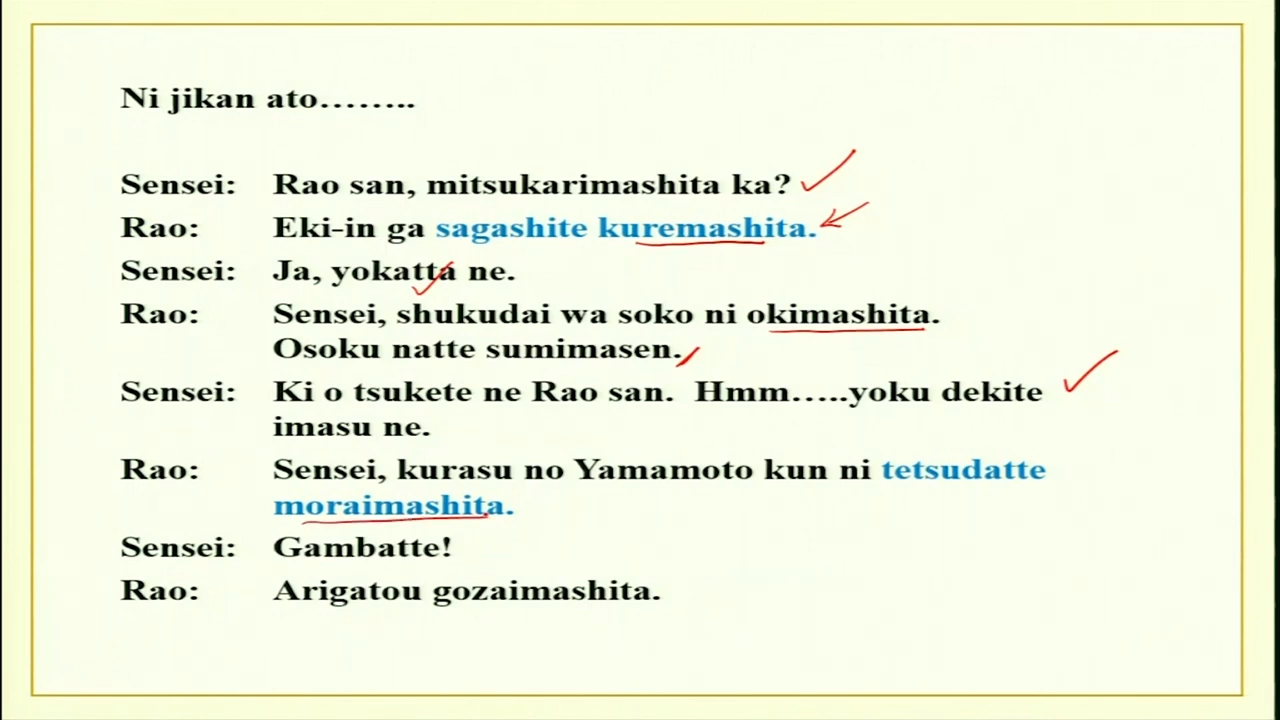 Ni jikan ato……..
Sensei: Rao san, mitsukarimashita ka?
Rao: Eki-in ga sagashite kuremashita.
Sensei: Ja, yokatta ne.
Rao: Sensei, shukudai wa soko ni okimashita.
Osoku natte sumimasen.
Sensei: Ki o tsukete ne Rao san. Hmm…..yoku dekite
imasu ne.
Rao: Sensei, kurasu no Yamamoto kun ni tetsudatte
moraimashita.
Sensei: Gambatte!
Rao: Arigatou gozaimashita.